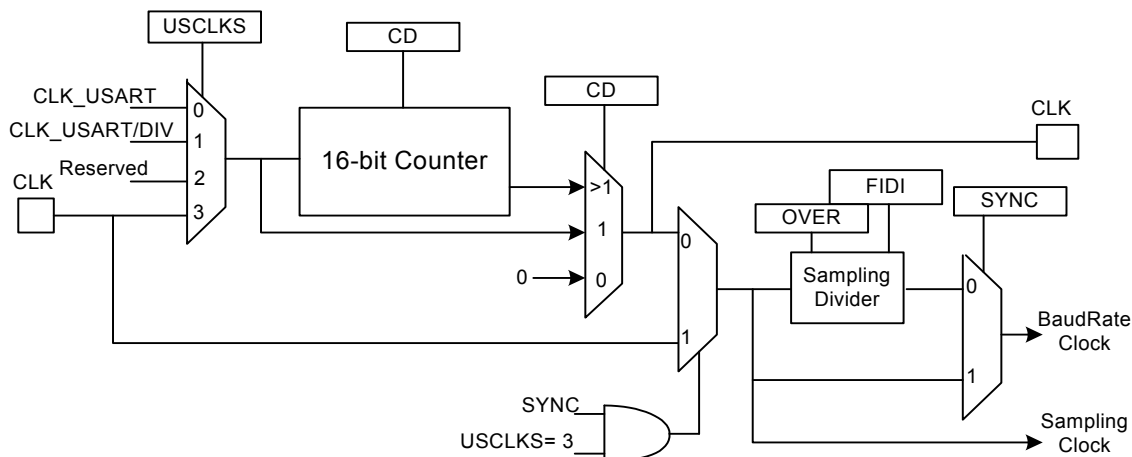 USCLKS
CD
CD
CLK
CLK_USART
0
CLK_USART/DIV
1
16-bit Counter
Reserved
2
CLK
3
>1
1
0
0
FIDI
OVER
SYNC
0
Sampling
Divider
0
BaudRate
Clock
1
1
SYNC
USCLKS= 3
Sampling
Clock